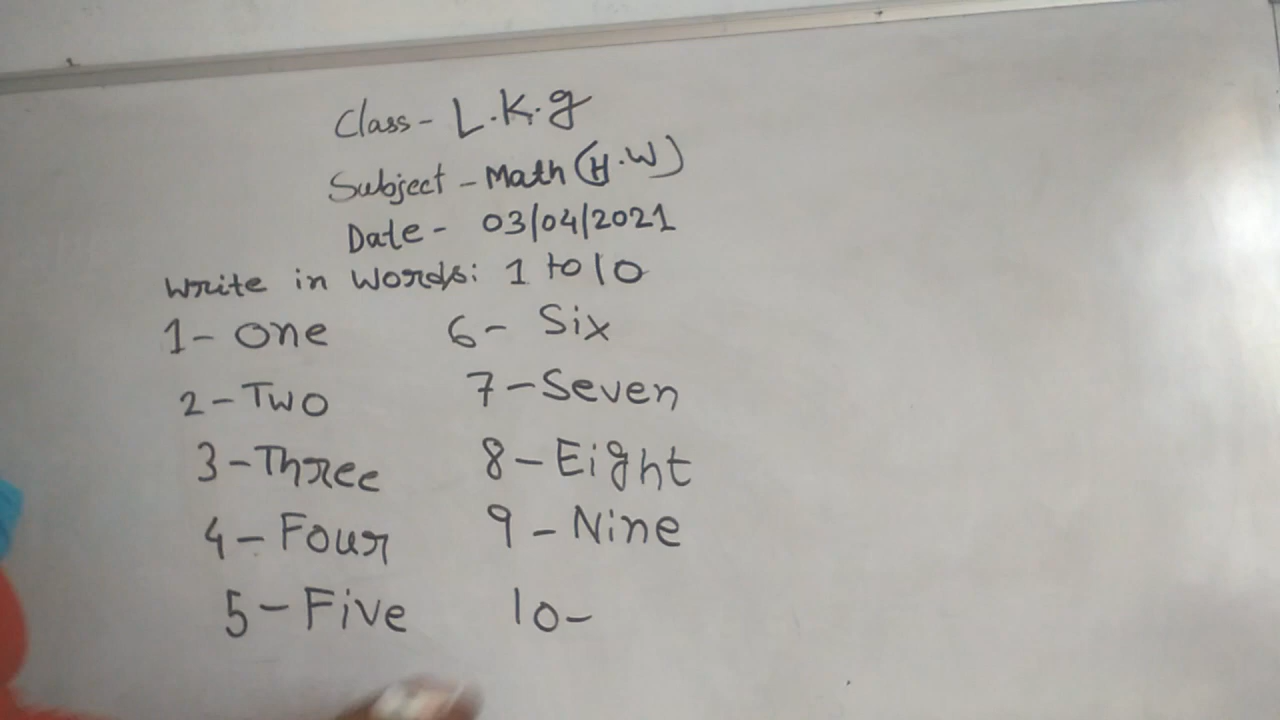 Class- L.K.g
Subject - Math (H.W)
Date - 03/04/2021
Write in Words: 1 to 10
1- One 6- Six
2- Two 7- Seven
3- Three 8- Eight
4- Four 9- Nine
5- Five 10-